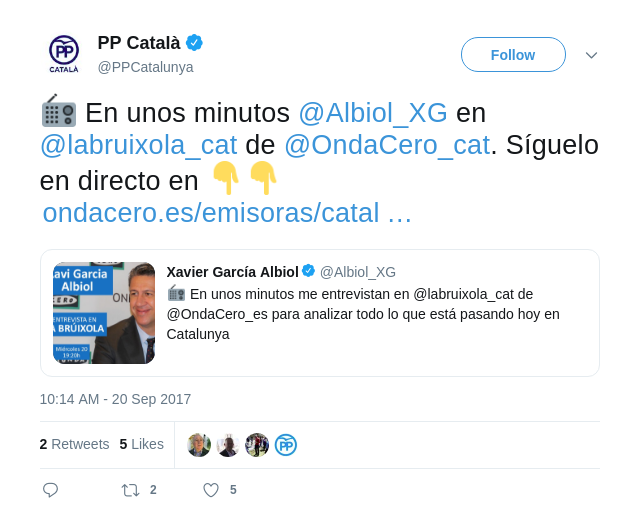 PP
CATALÀ
PP Català
@PPCatalunya
Follow
En unos minutos @Albiol_XG en
@labruixola_cat de @OndaCero_cat. Síguelo
en directo en
ondacero.es/emisoras/catal …
Xavi Garcia
Albiol
Xavier García Albiol @Albiol_XG
En unos minutos me entrevistan en @labruixola_cat de
@OndaCero_es para analizar todo lo que está pasando hoy en
Catalunya
ENTREVISTA EN
LA BRÚIXOLA
Miércoles 20
19:20h
10:14 AM - 20 Sep 2017
2 Retweets 5 Likes
PP
2 5